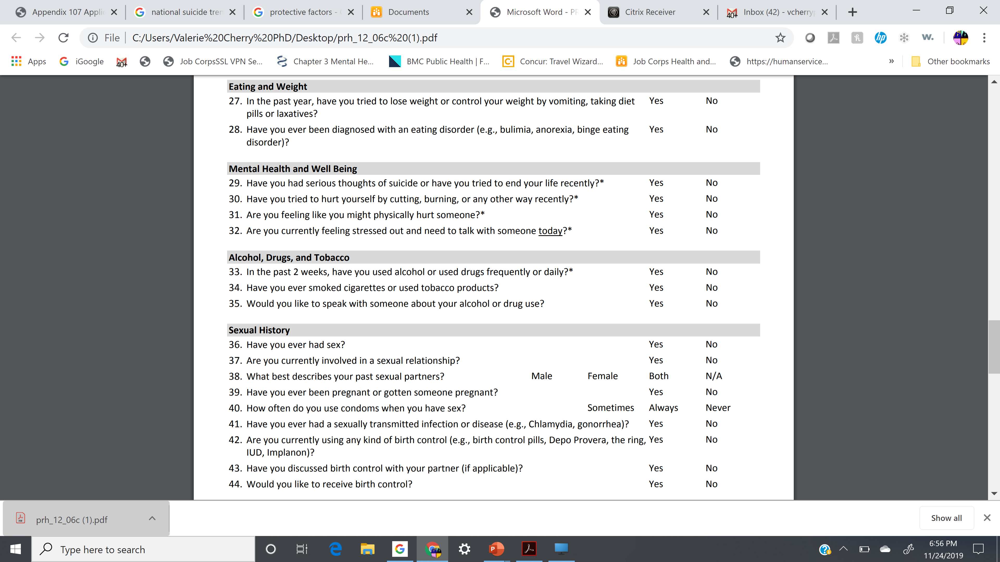 Appendix 107 Applic
national suicide tren
protective factors - G
Documents
Microsoft Word - PR
Citrix Receiver
Inbox (42) - vcherry
File
C:/Users/Valerie%20Cherry%20PhD/Desktop/prh_12_06c%20(1).pdf
Apps
iGoogle
40+
Job CorpsSSL VPN Se...
Chapter 3 Mental He...
BMC Public Health | F...
Concur: Travel Wizard...
Job Corps Health and...
https://humanservice...
»
Other bookmarks
Eating and Weight
27. In the past year, have you tried to lose weight or control your weight by vomiting, taking diet Yes No
pills or laxatives?
28. Have you ever been diagnosed with an eating disorder (e.g., bulimia, anorexia, binge eating Yes No
disorder)?
Mental Health and Well Being
29. Have you had serious thoughts of suicide or have you tried to end your life recently?* Yes No
30. Have you tried to hurt yourself by cutting, burning, or any other way recently?* Yes No
31. Are you feeling like you might physically hurt someone?* Yes No
32. Are you currently feeling stressed out and need to talk with someone today?* Yes No
Alcohol, Drugs, and Tobacco
33. In the past 2 weeks, have you used alcohol or used drugs frequently or daily?* Yes No
34. Have you ever smoked cigarettes or used tobacco products? Yes No
35. Would you like to speak with someone about your alcohol or drug use? Yes No
Sexual History
36. Have you ever had sex? Yes No
37. Are you currently involved in a sexual relationship? Yes No
38. What best describes your past sexual partners? Male Female Both N/A
39. Have you ever been pregnant or gotten someone pregnant? Yes No
40. How often do you use condoms when you have sex? Sometimes Always Never
41. Have you ever had a sexually transmitted infection or disease (e.g., Chlamydia, gonorrhea)? Yes No
42. Are you currently using any kind of birth control (e.g., birth control pills, Depo Provera, the ring, Yes No
IUD, Implanon)?
43. Have you discussed birth control with your partner (if applicable)? Yes No
44. Would you like to receive birth control? Yes No
prh_12_06c (1).pdf
Show all
Type here to search
6:56 PM
11/24/2019